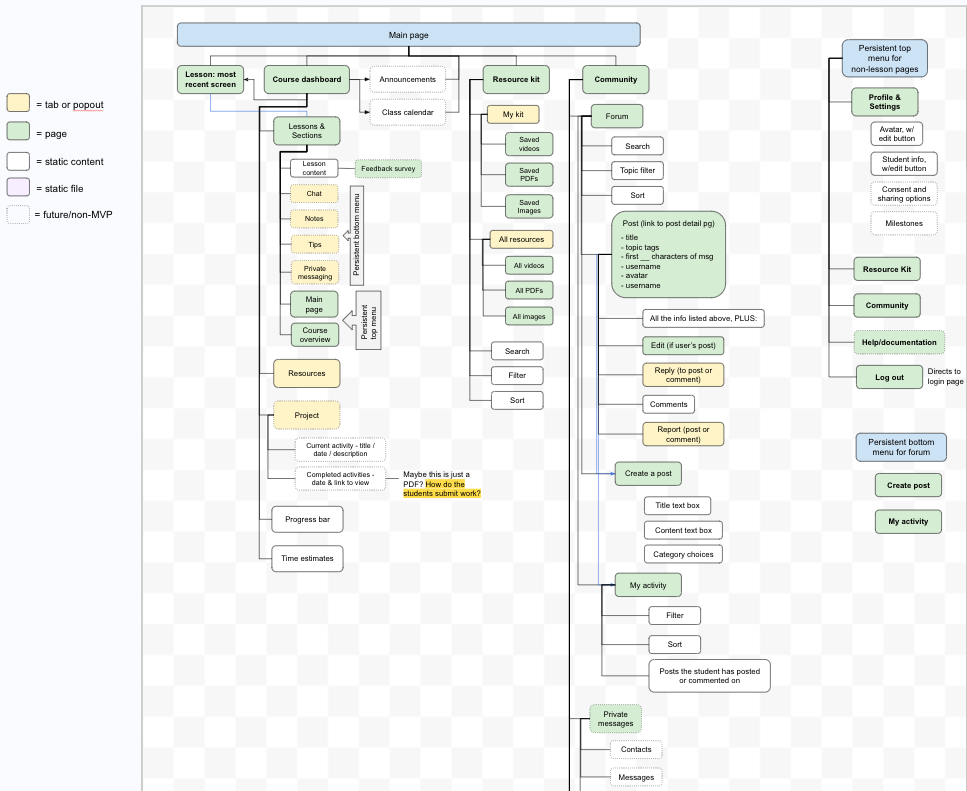 Main page
= tab or popout
= page
= static content
= static file
= future/non-MVP
Lesson: most
recent screen
Course dashboard
Announcements
Class calendar
Lessons &
Sections
Lesson
content
Feedback survey
Chat
Notes
Tips
Private
messaging
Persistent bottom menu
Main
page
Course
overview
Persistent
top menu
Resources
Project
Current activity - title /
date / description
Completed activities -
date & link to view
Maybe this is just a
PDF? How do the
students submit work?
Progress bar
Time estimates
Resource kit
My kit
Saved
videos
Saved
PDFs
Saved
Images
All resources
All videos
All PDFs
All images
Search
Filter
Sort
Community
Forum
Search
Topic filter
Sort
Post (link to post detail pg)
- title
- topic tags
- first __ characters of msg
- username
- avatar
- username
All the info listed above, PLUS:
Edit (if user's post)
Reply (to post or
comment)
Comments
Report (post or
comment)
Create a post
Title text box
Content text box
Category choices
My activity
Filter
Sort
Posts the student has posted
or commented on
Private
messages
Contacts
Messages
Persistent top
menu for
non-lesson pages
Profile &
Settings
Avatar, w/
edit button
Student info,
w/edit button
Consent and
sharing options
Milestones
Resource Kit
Community
Help/documentation
Log out
Directs to
login page
Persistent bottom
menu for forum
Create post
My activity